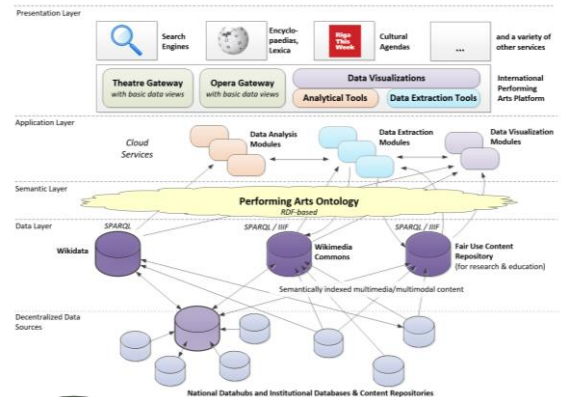 Presentation Layer
Search
Engines
Encyclo-
paedias,
Lexica
Riga
This
Week
Cultural
Agendas
...
and a variety of
other services
Theatre Gateway
with basic data views
Opera Gateway
with basic data views
Data Visualizations
Analytical Tools
Data Extraction Tools
International
Performing
Arts Platform
Application Layer
Cloud
Services
Data Analysis
Modules
Data Extraction
Modules
Data Visualization
Modules
Semantic Layer
Performing Arts Ontology
RDF-based
Data Layer
SPARQL
SPARQL / IIIF
SPARQL / IIIF
Wikidata
Wikimedia
Commons
Fair Use Content
Repository
(for research & education)
Semantically indexed multimedia/multimodal content
Decentralized Data
Sources
National Datahubs and Institutional Databases & Content Repositories